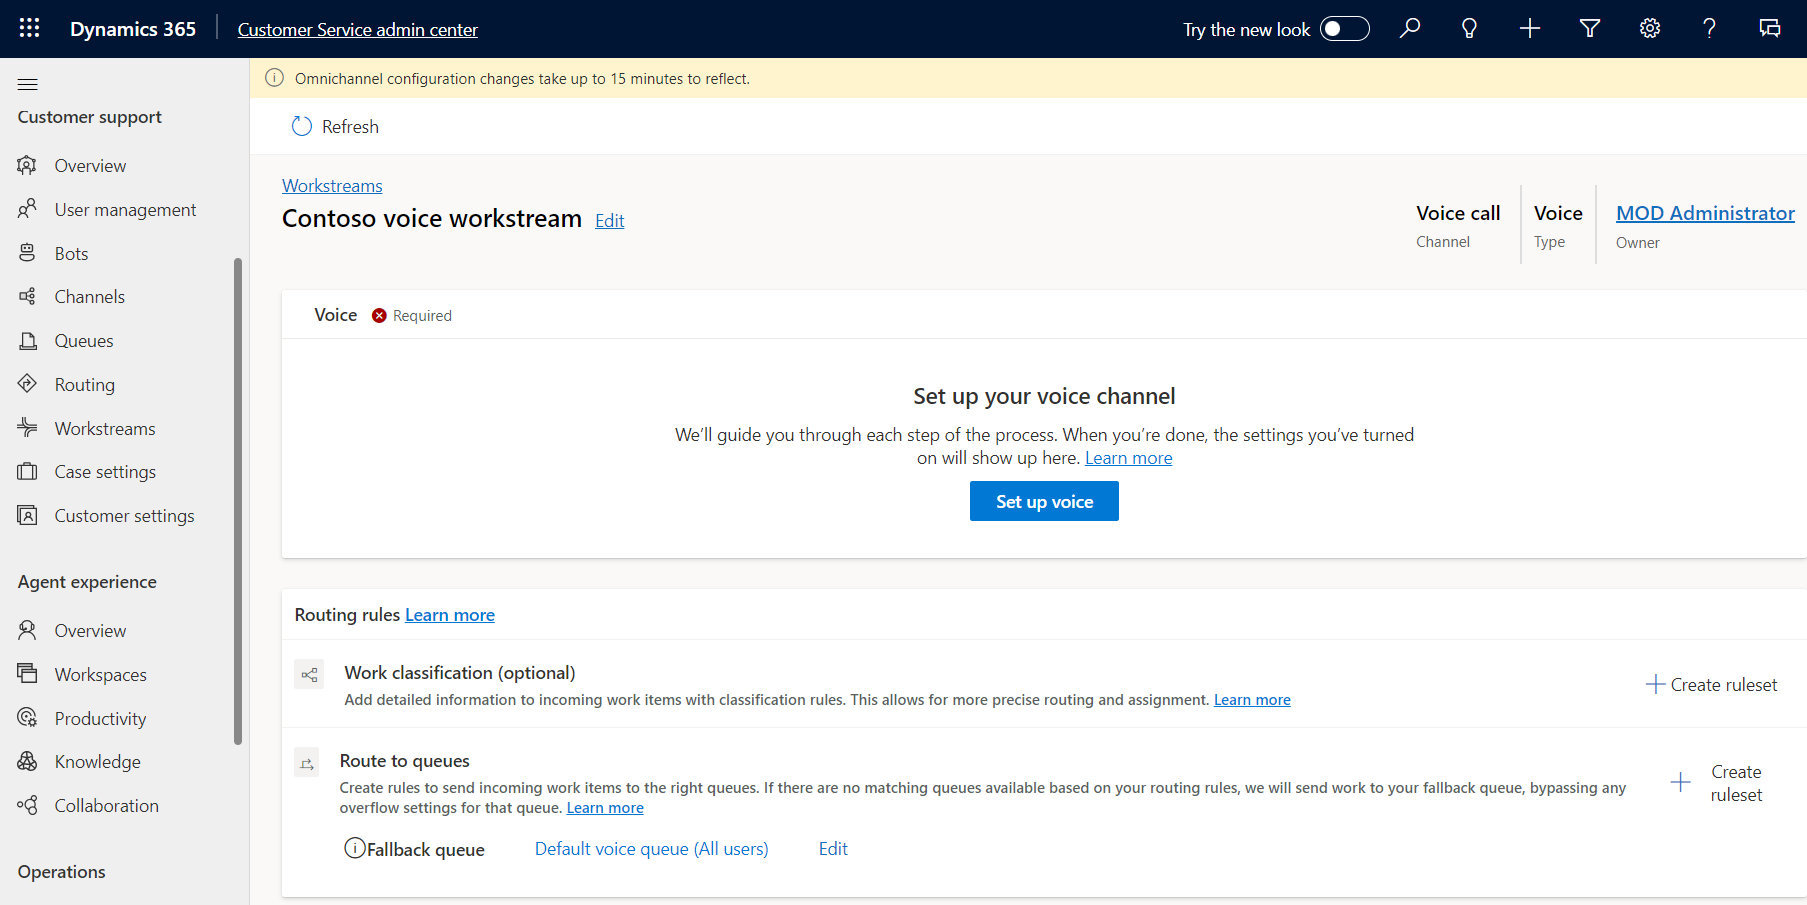 Dynamics 365
Customer Service admin center
Try the new look
Omnichannel configuration changes take up to 15 minutes to reflect.
Customer support
Overview
User management
Bots
Channels
Queues
Routing
Workstreams
Case settings
Customer settings
Agent experience
Overview
Workspaces
Productivity
Knowledge
Collaboration
Operations
Refresh
Workstreams
Contoso voice workstream Edit
Voice call
Channel
Voice
Type
MOD Administrator
Owner
Voice Required
Set up your voice channel
We’ll guide you through each step of the process. When you’re done, the settings you’ve turned
on will show up here. Learn more
Set up voice
Routing rules Learn more
Work classification (optional)
Add detailed information to incoming work items with classification rules. This allows for more precise routing and assignment. Learn more
Create ruleset
Route to queues
Create rules to send incoming work items to the right queues. If there are no matching queues available based on your routing rules, we will send work to your fallback queue, bypassing any
overflow settings for that queue. Learn more
Create
ruleset
Fallback queue Default voice queue (All users) Edit